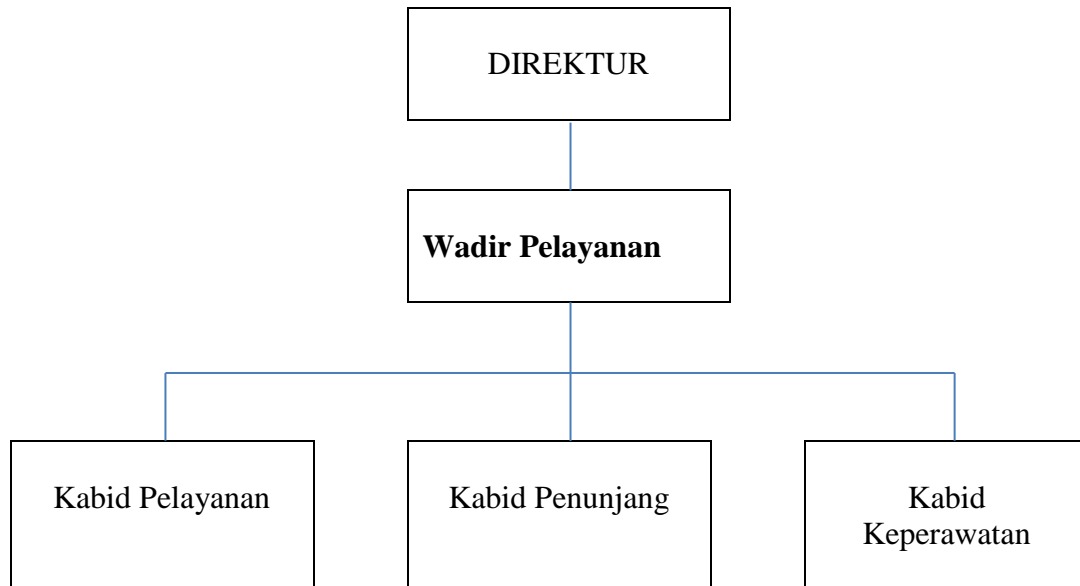 DIREKTUR
Wadir Pelayanan
Kabid Pelayanan
Kabid Penunjang
Kabid
Keperawatan